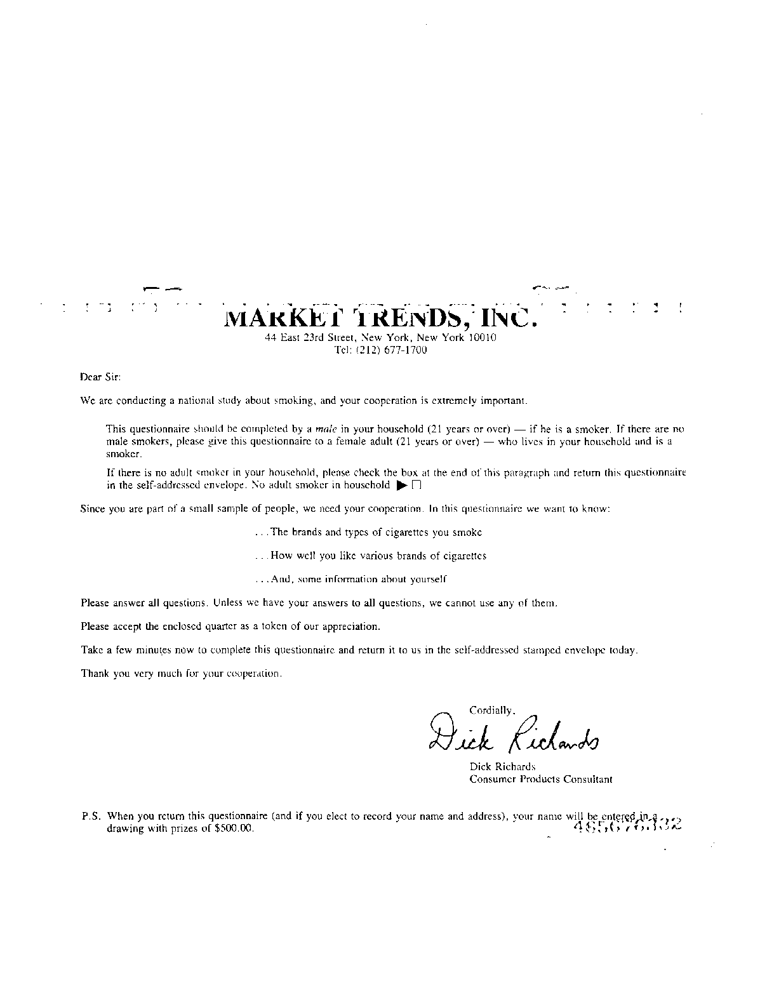 MARKET TRENDS, INC.
44 East 23rd Street, New York, New York 10010
Tel: (212) 677-1700
Dear Sir:
We are conducting a national study about smoking, and your cooperation is extremely important.
This questionnaire should be completed by a male in your household (21 years or over) — if he is a smoker. If there are no
male smokers, please give this questionnaire to a female adult (21 years or over) — who lives in your household and is a
smoker.
If there is no adult smoker in your household, please check the box at the end of this paragraph and return this questionnaire
in the self-addressed envelope. No adult smoker in household ▶ □
Since you are part of a small sample of people, we need your cooperation. In this questionnaire we want to know:
...The brands and types of cigarettes you smoke
...How well you like various brands of cigarettes
...And, some information about yourself
Please answer all questions. Unless we have your answers to all questions, we cannot use any of them.
Please accept the enclosed quarter as a token of our appreciation.
Take a few minutes now to complete this questionnaire and return it to us in the self-addressed stamped envelope today.
Thank you very much for your cooperation.
Cordially,
Dick Richards
Dick Richards
Consumer Products Consultant
P.S. When you return this questionnaire (and if you elect to record your name and address), your name will be entered in a
drawing with prizes of $500.00.